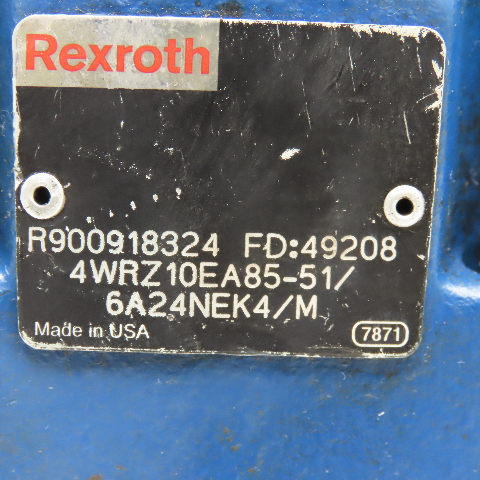 Rexroth
R900918324 FD:49208
4WRZ10EA85-51/
6A24NEK4/M
Made in USA
7871